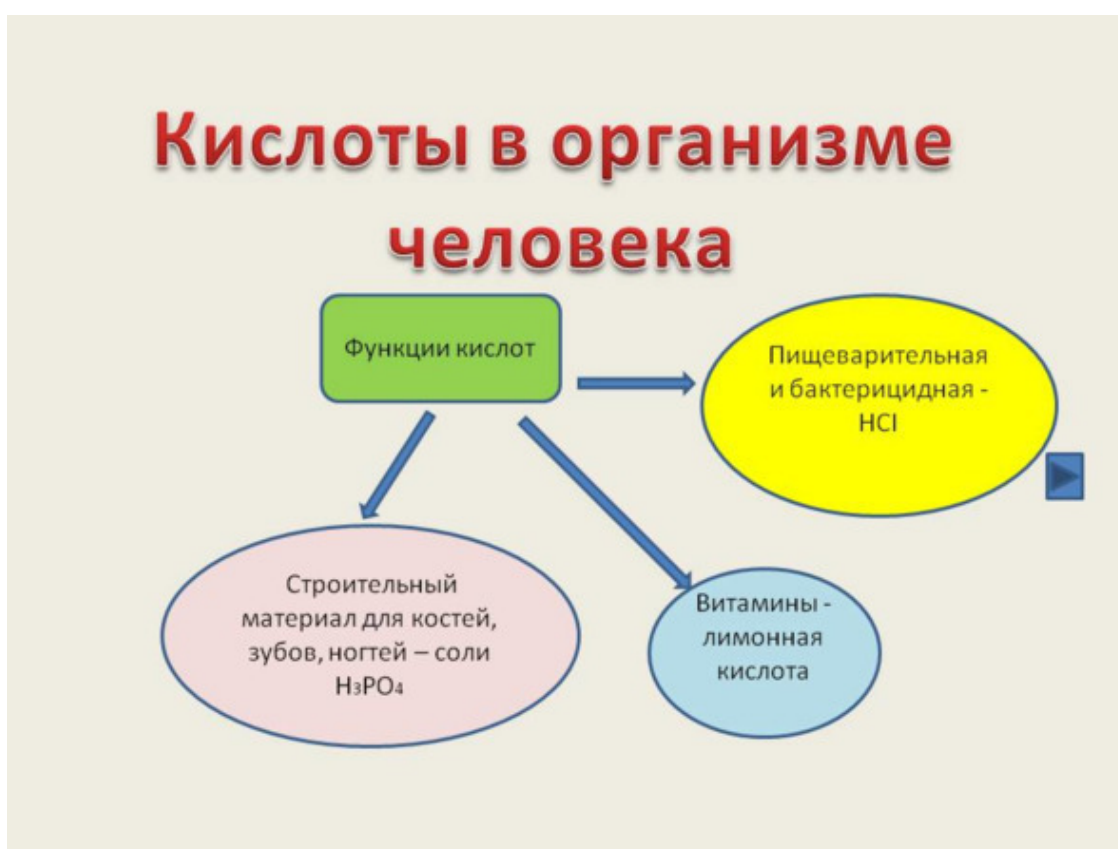 Кислоты в организме
человека
Функции кислот
Пищеварительная
и бактерицидная -
HCl
Строительный
материал для костей,
зубов, ногтей – соли
H₃PO₄
Витамины -
лимонная
кислота